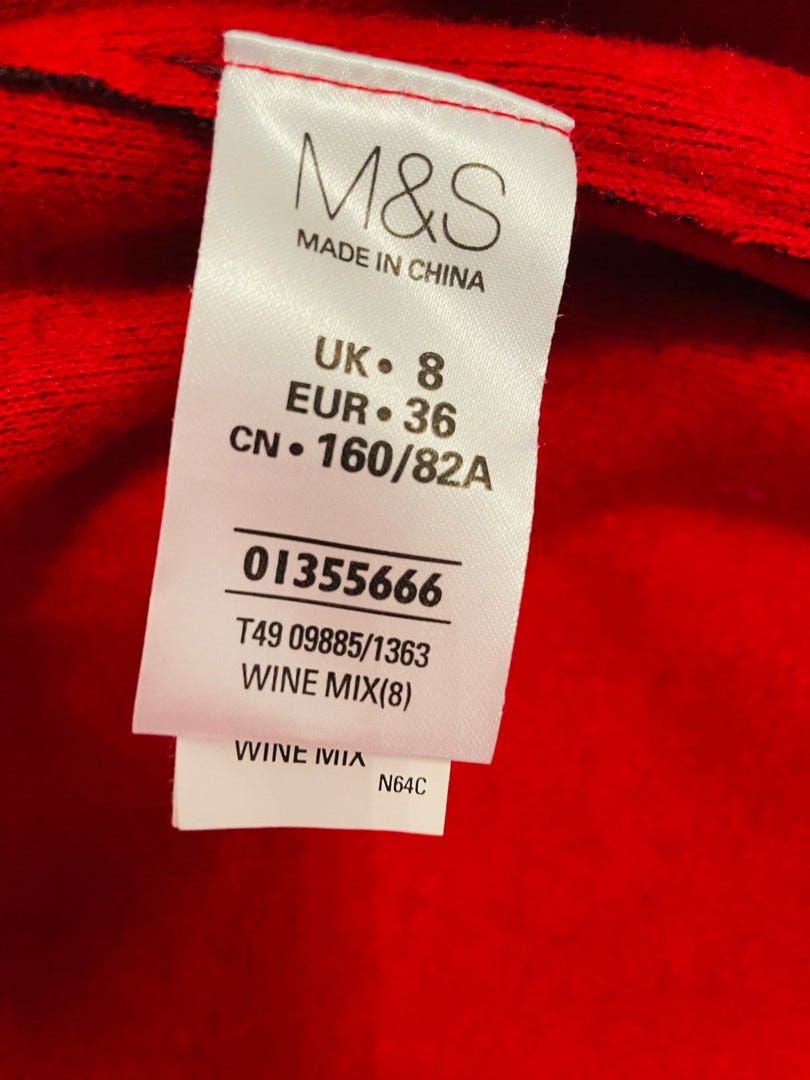 M&S
MADE IN CHINA
UK • 8
EUR • 36
CN • 160/82A
01355666
T49 09885/1363
WINE MIX(8)
WINE MIX
N64C